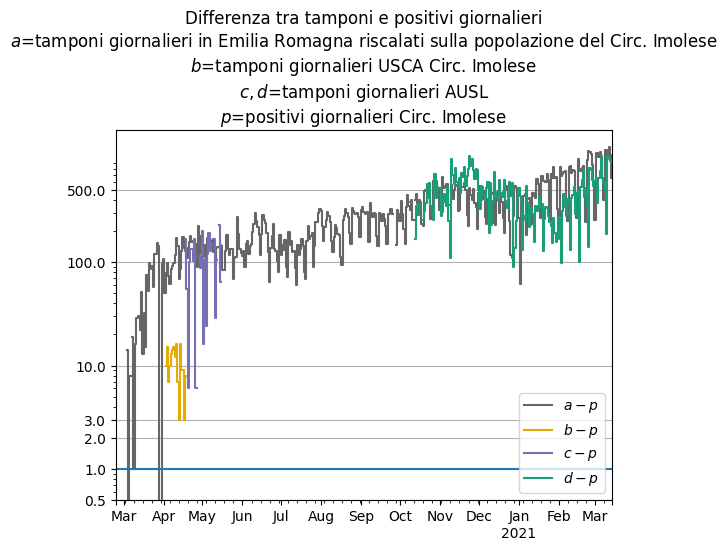 Differenza tra tamponi e positivi giornalieri
a=tamponi giornalieri in Emilia Romagna riscalati sulla popolazione del Circ. Imolese
b=tamponi giornalieri USCA Circ. Imolese
c, d=tamponi giornalieri AUSL
p=positivi giornalieri Circ. Imolese
500.0
100.0
10.0
3.0
2.0
1.0
0.5
a − p
b − p
c − p
d − p
Mar Apr May Jun Jul Aug Sep Oct Nov Dec Jan Feb Mar
2021